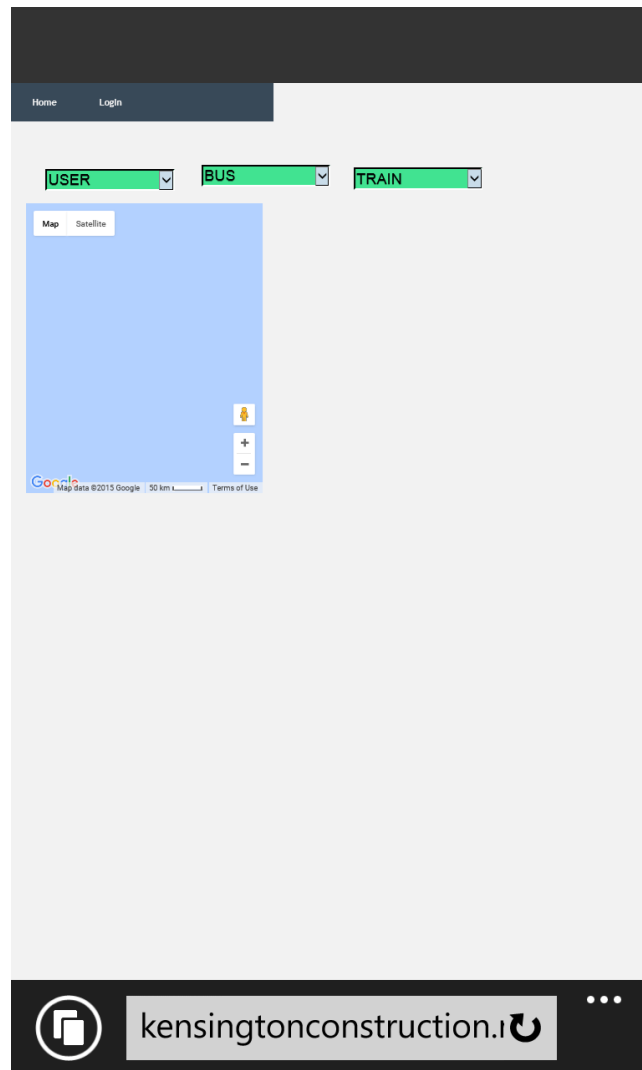 Home Login
USER BUS TRAIN
Map Satellite
Google Map data ©2015 Google 50 km Terms of Use
kensingtonconstruction.